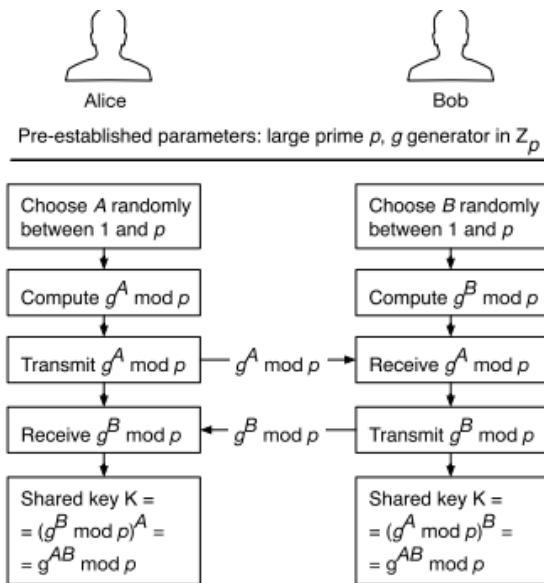 Alice Bob
Pre-established parameters: large prime p, g generator in Z_p
Choose A randomly between 1 and p
Choose B randomly between 1 and p
Compute g^A mod p
Compute g^B mod p
Transmit g^A mod p
g^A mod p
Receive g^A mod p
Receive g^B mod p
g^B mod p
Transmit g^B mod p
Shared key K =
= (g^B mod p)^A =
= g^AB mod p
Shared key K =
= (g^A mod p)^B =
= g^AB mod p